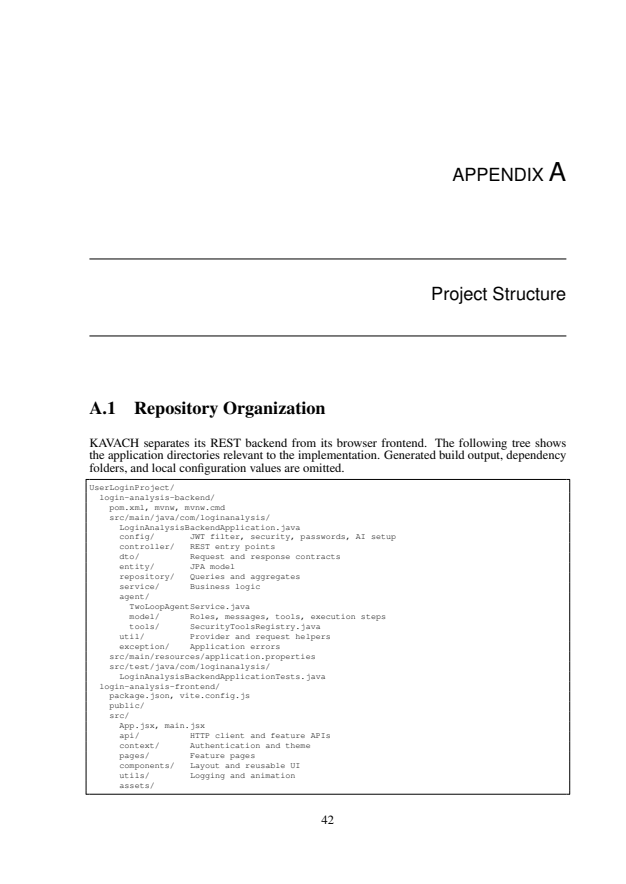 APPENDIX A
Project Structure
A.1 Repository Organization
KAVACH separates its REST backend from its browser frontend. The following tree shows
the application directories relevant to the implementation. Generated build output, dependency
folders, and local configuration values are omitted.
UserLoginProject/
  login-analysis-backend/
    pom.xml, mvnw, mvnw.cmd
    src/main/java/com/loginanalysis/
      LoginAnalysisBackendApplication.java
      config/       JWT filter, security, passwords, AI setup
      controller/   REST entry points
      dto/          Request and response contracts
      entity/       JPA model
      repository/   Queries and aggregates
      service/      Business logic
      agent/
        TwoLoopAgentService.java
        model/      Roles, messages, tools, execution steps
        tools/      SecurityToolsRegistry.java
      util/         Provider and request helpers
      exception/    Application errors
    src/main/resources/application.properties
    src/test/java/com/loginanalysis/
      LoginAnalysisBackendApplicationTests.java
  login-analysis-frontend/
    package.json, vite.config.js
    public/
    src/
      App.jsx, main.jsx
      api/          HTTP client and feature APIs
      context/      Authentication and theme
      pages/        Feature pages
      components/   Layout and reusable UI
      utils/        Logging and animation
      assets/
42